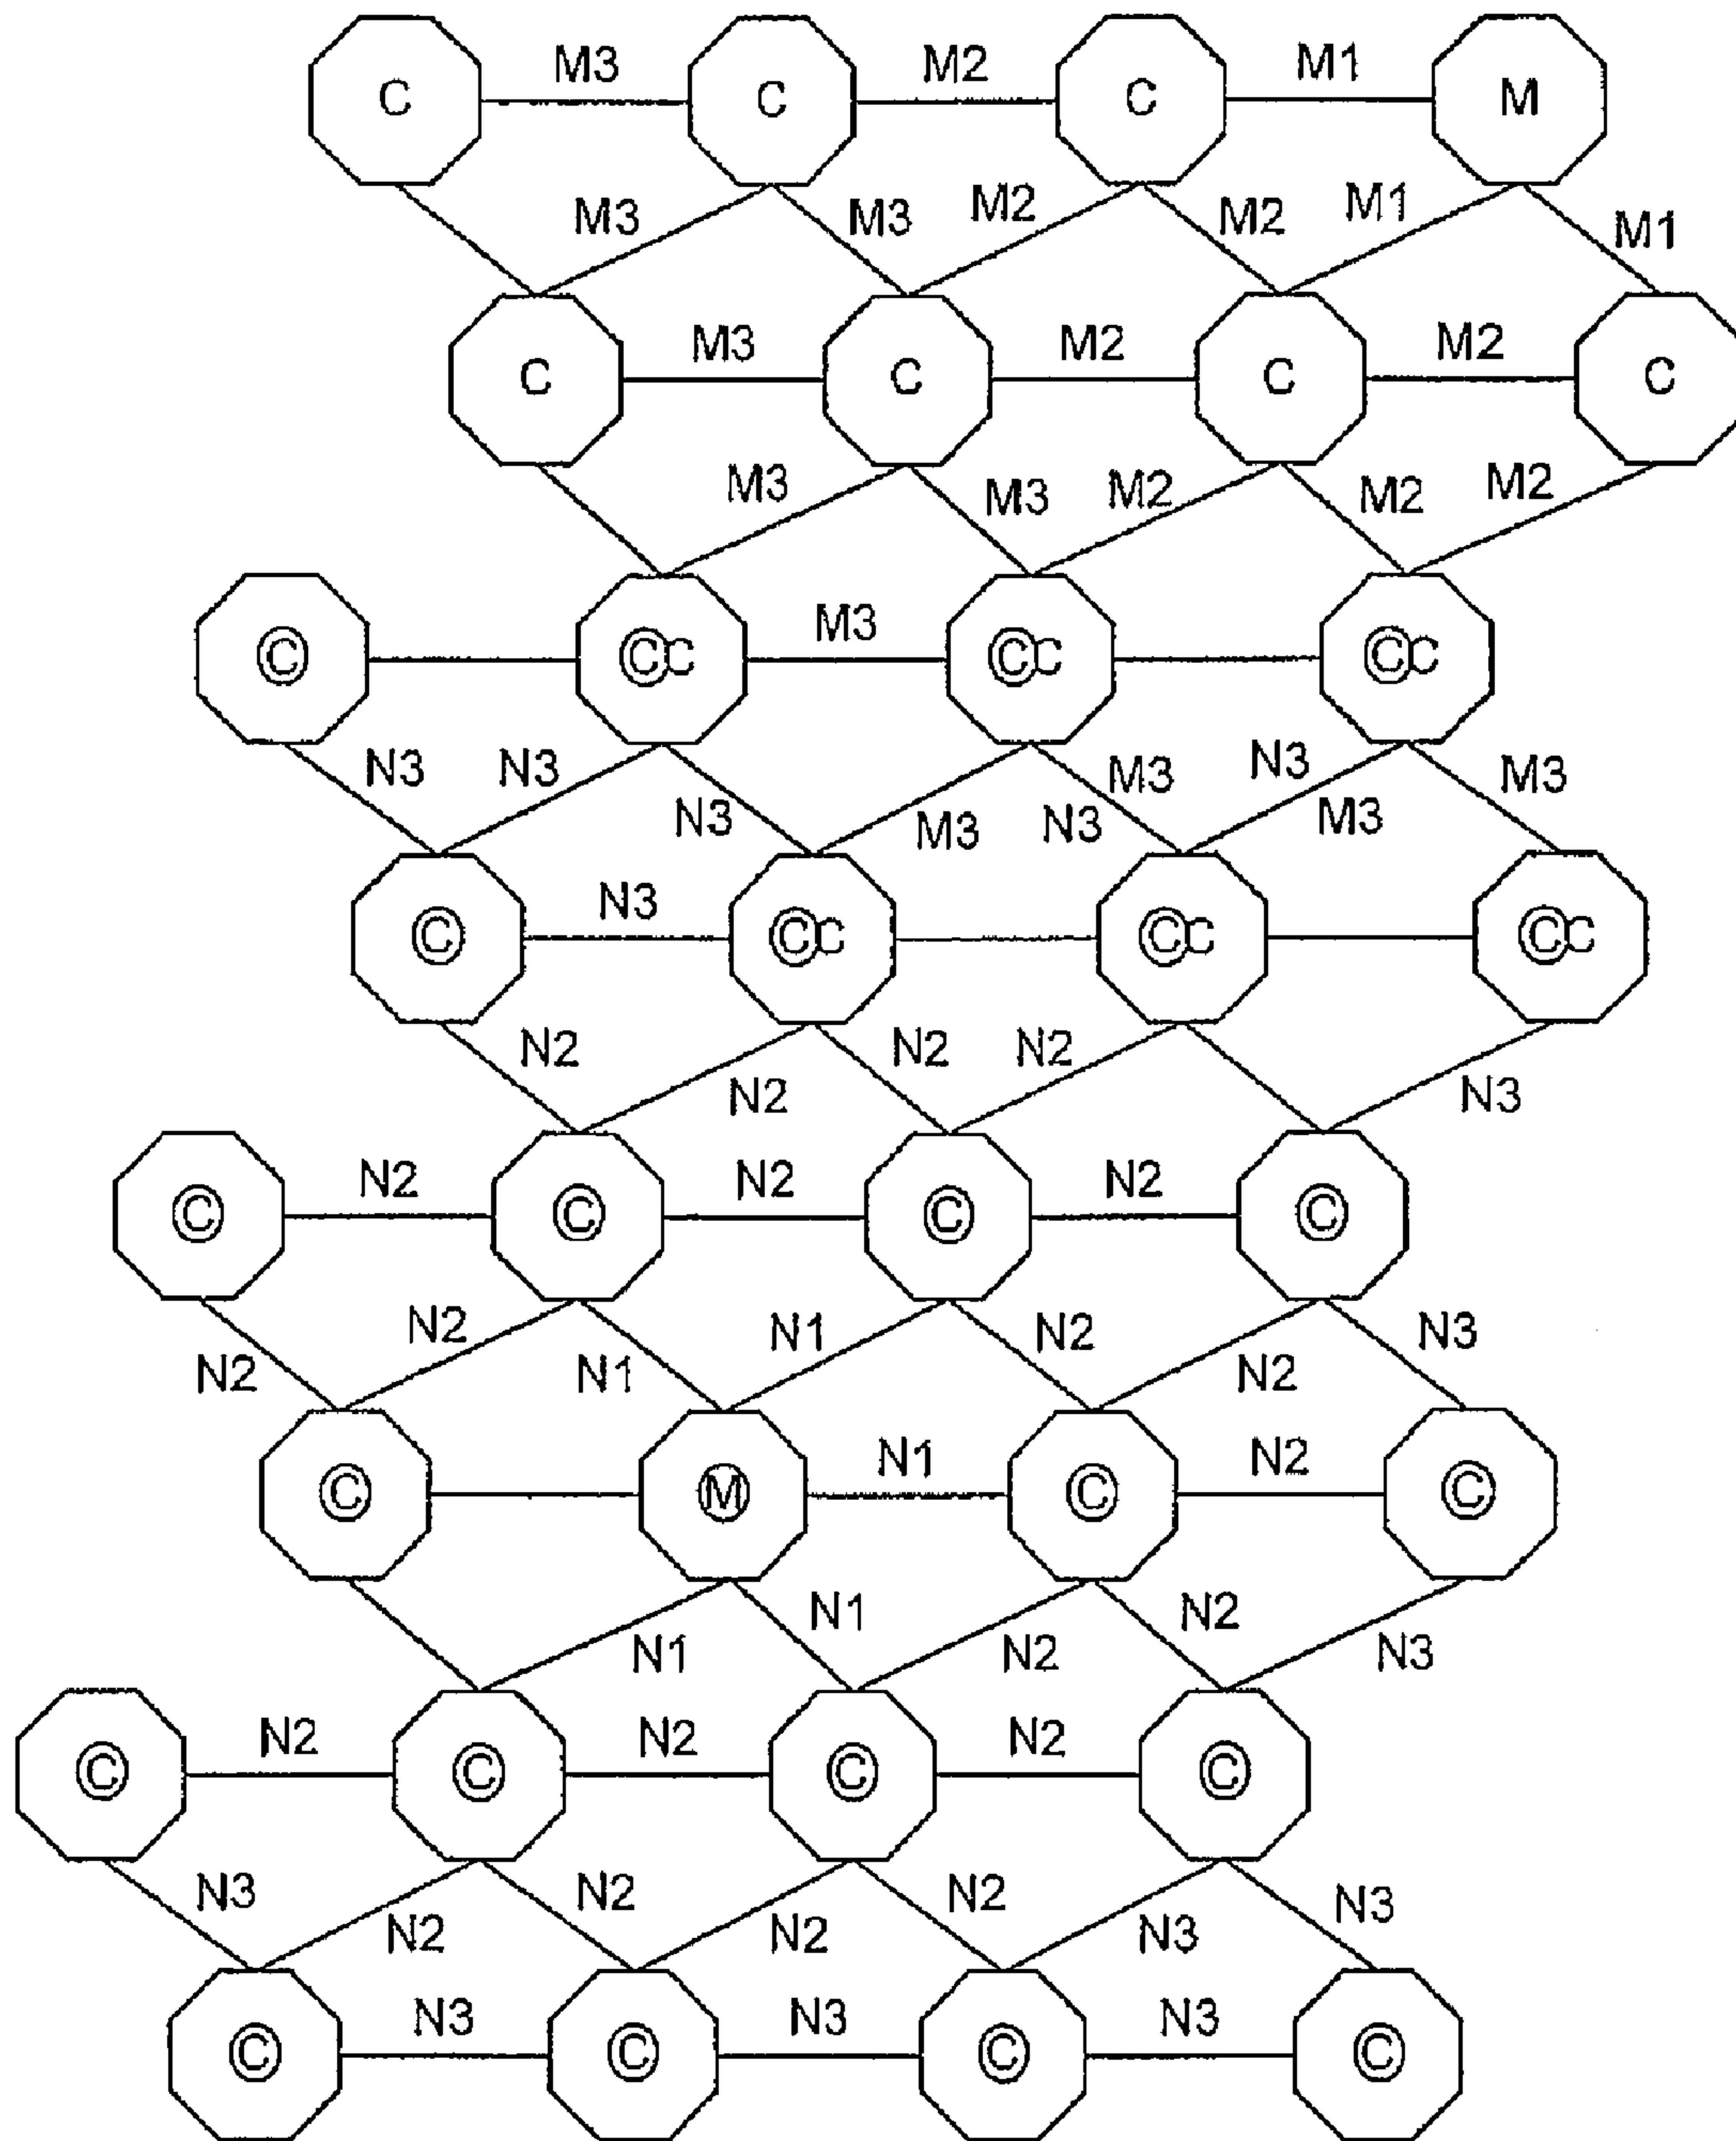 M3 M2 M1
C C C M
M3 M3 M2 M2 M1 M1
M3 M2 M2
C C C C
M3 M3 M2 M2 M2
M3
© ©C ©C ©C
N3 N3 N3 M3 M3 N3 N3 M3 M3
N3
© ©C ©C ©C
N2 N2 N2 N2 N3
N2 N2 N2
© © © ©
N2 N2 N1 N1 N2 N2 N3
N1 N2
© Ⓜ © ©
N1 N1 N2 N2 N3
N2 N2 N2
© © © ©
N3 N2 N2 N2 N2 N3 N3
N3 N3 N3
© © © ©